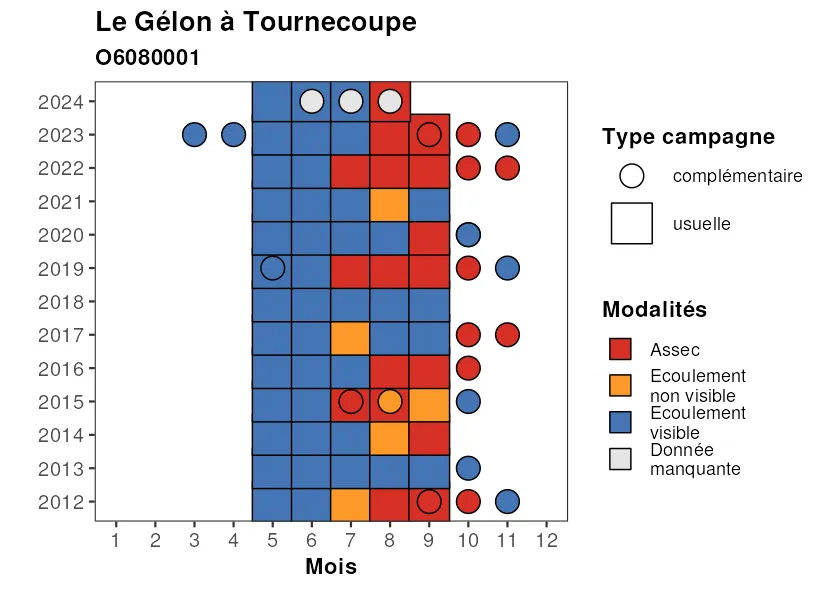 Le Gélon à Tournecoupe
O6080001
2024
2023
2022
2021
2020
2019
2018
2017
2016
2015
2014
2013
2012
1 2 3 4 5 6 7 8 9 10 11 12
Mois
Type campagne
complémentaire
usuelle
Modalités
Assec
Ecoulement
non visible
Ecoulement
visible
Donnée
manquante